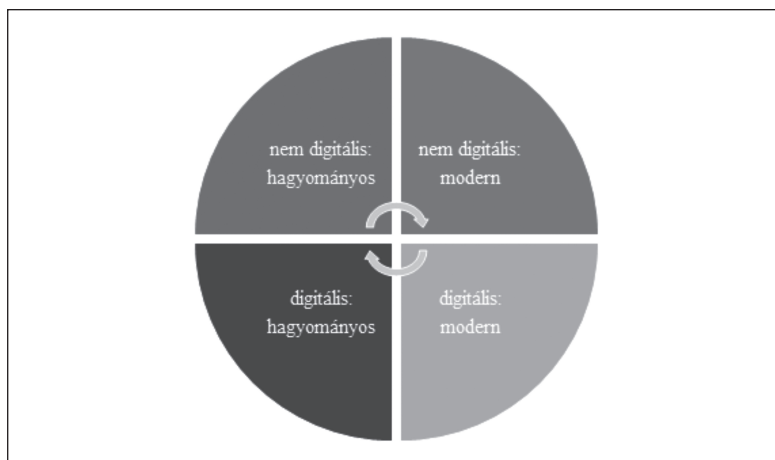 nem digitális:
hagyományos
nem digitális:
modern
digitális:
hagyományos
digitális:
modern